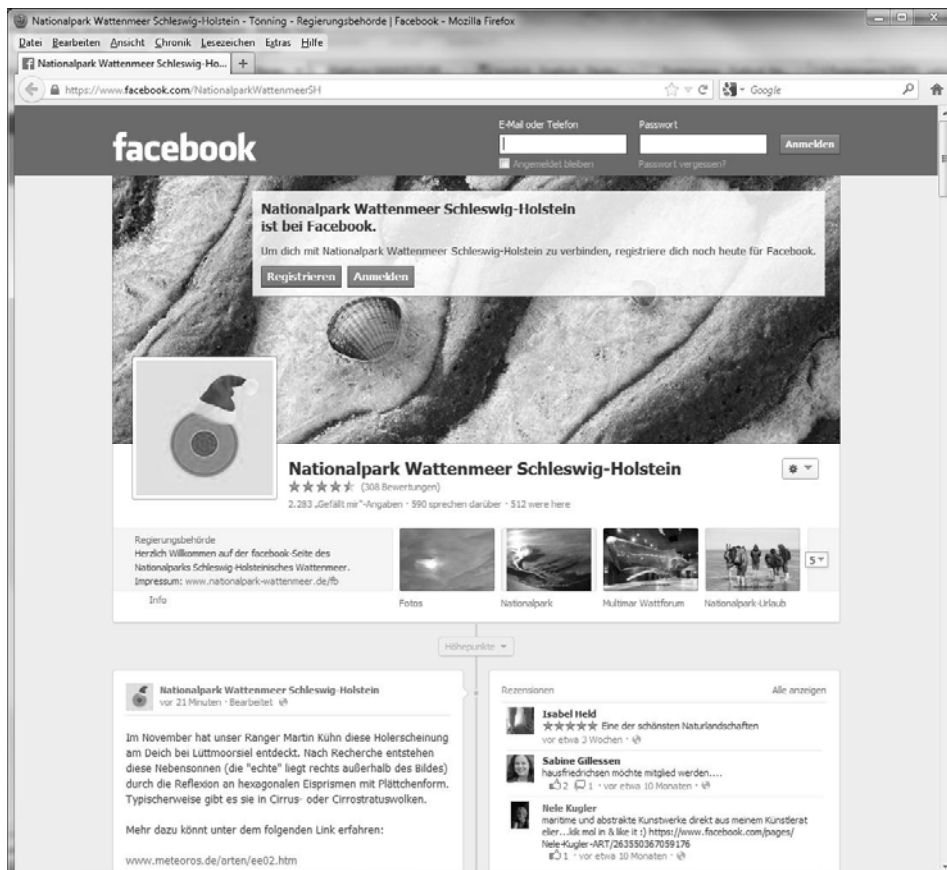 Nationalpark Wattenmeer Schleswig-Holstein - Tönning - Regierungsbehörde | Facebook - Mozilla Firefox
Datei Bearbeiten Ansicht Chronik Lesezeichen Extras Hilfe
Nationalpark Wattenmeer Schleswig-Ho... +
https://www.facebook.com/NationalparkWattenmeerSH
Google
facebook
E-Mail oder Telefon
Passwort
Anmelden
Angemeldet bleiben
Passwort vergessen?
Nationalpark Wattenmeer Schleswig-Holstein
ist bei Facebook.
Um dich mit Nationalpark Wattenmeer Schleswig-Holstein zu verbinden, registriere dich noch heute für Facebook.
Registrieren Anmelden
Nationalpark Wattenmeer Schleswig-Holstein
(308 Bewertungen)
2.283 „Gefällt mir"-Angaben · 590 sprechen darüber · 512 were here
Regierungsbehörde
Herzlich Willkommen auf der facebook-Seite des
Nationalparks Schleswig-Holsteinisches Wattenmeer.
Impressum: www.nationalpark-wattenmeer.de/fb
Info
Fotos
Nationalpark
Multimar Wattforum
Nationalpark-Urlaub
5
Höhepunkte
Nationalpark Wattenmeer Schleswig-Holstein
vor 21 Minuten · Bearbeitet
Im November hat unser Ranger Martin Kühn diese Holerscheinung
am Deich bei Lüttmoorsiel entdeckt. Nach Recherche entstehen
diese Nebensonnen (die "echte" liegt rechts außerhalb des Bildes)
durch die Reflexion an hexagonalen Eisprismen mit Plättchenform.
Typischerweise gibt es sie in Cirrus- oder Cirrostratuswolken.
Mehr dazu könnt unter dem folgenden Link erfahren:
www.meteoros.de/arten/ee02.htm
Rezensionen
Alle anzeigen
Isabel Held
Eine der schönsten Naturlandschaften
vor etwa 3 Wochen
Sabine Gillessen
hausfriedrichsen möchte mitglied werden....
2 1 · vor etwa 10 Monaten
Nele Kugler
maritime und abstrakte Kunstwerke direkt aus meinem Künstlerat
elier...klik mol in & like it :) https://www.facebook.com/pages/
Nele-Kugler-ART/263550367059176
1 · vor etwa 10 Monaten